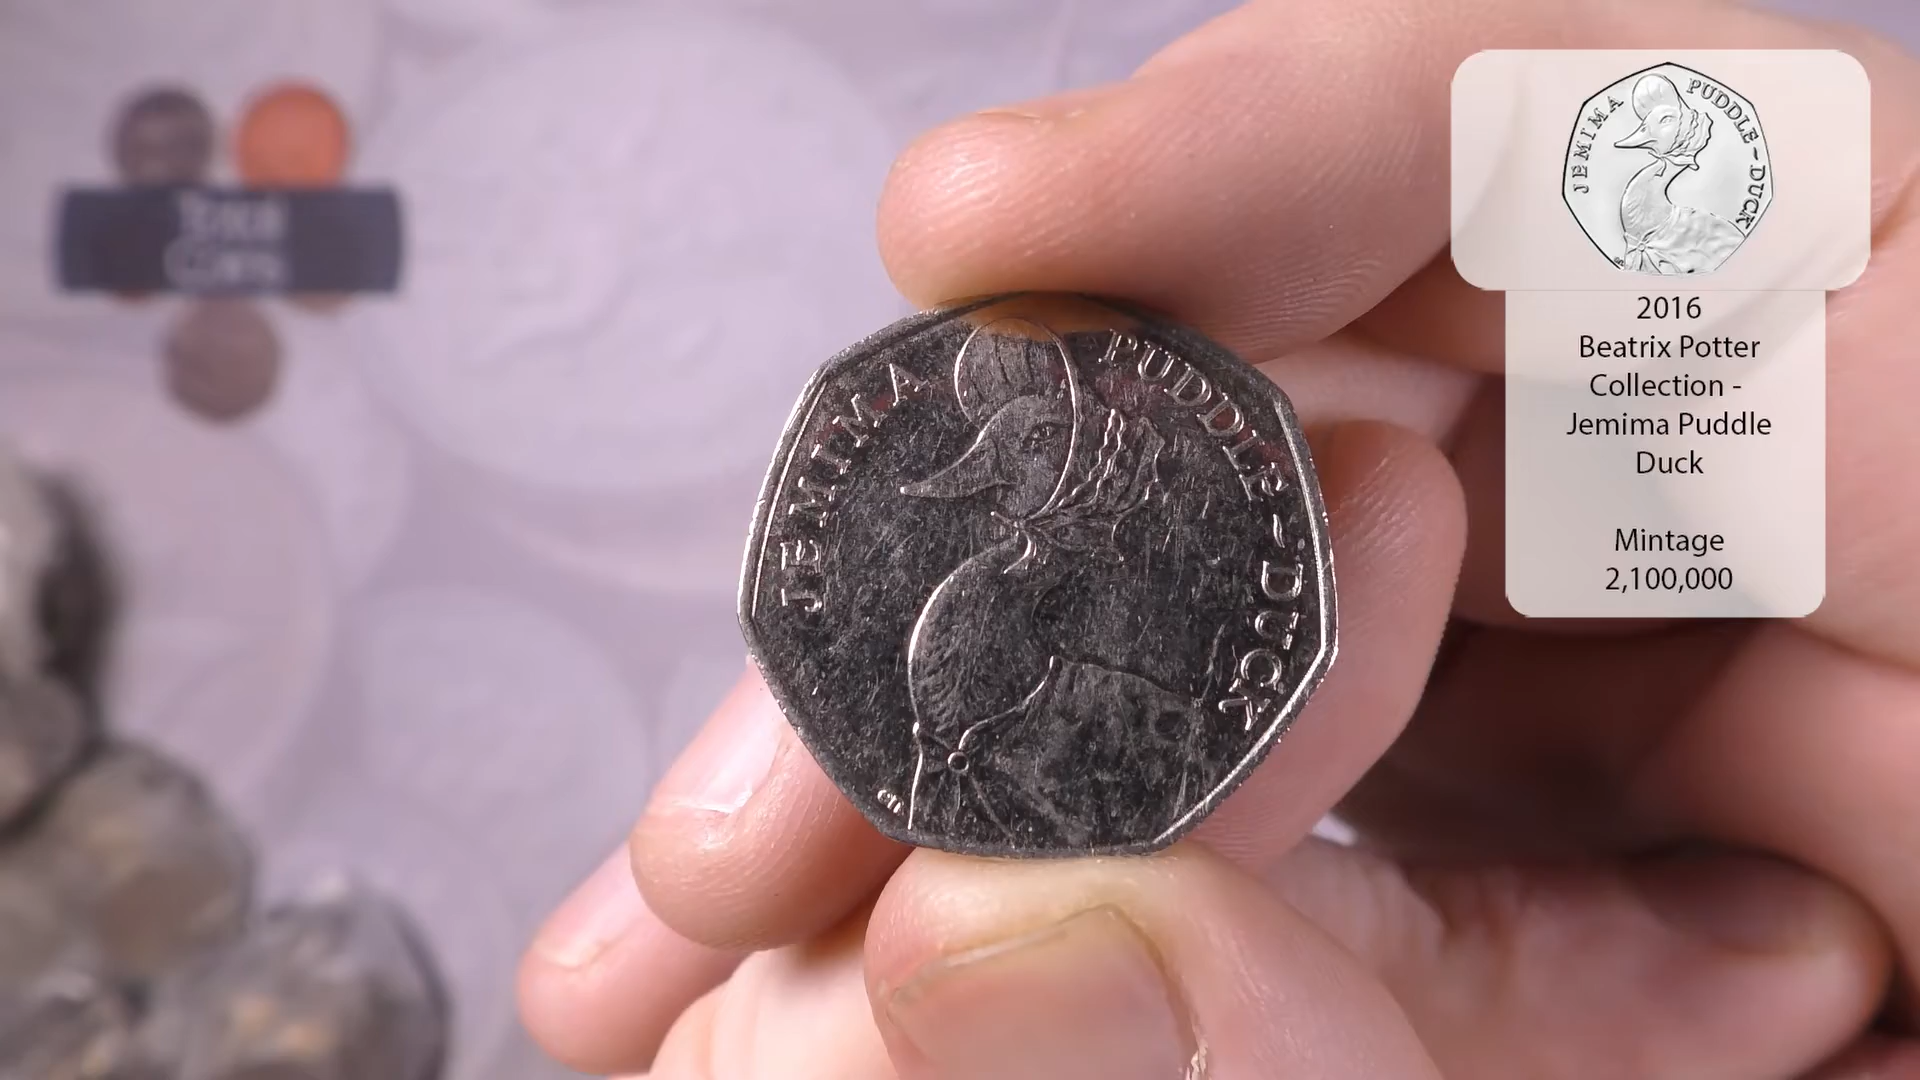 JEMIMA PUDDLE-DUCK
JEMIMA PUDDLE~DUCK
2016
Beatrix Potter
Collection -
Jemima Puddle
Duck
Mintage
2,100,000